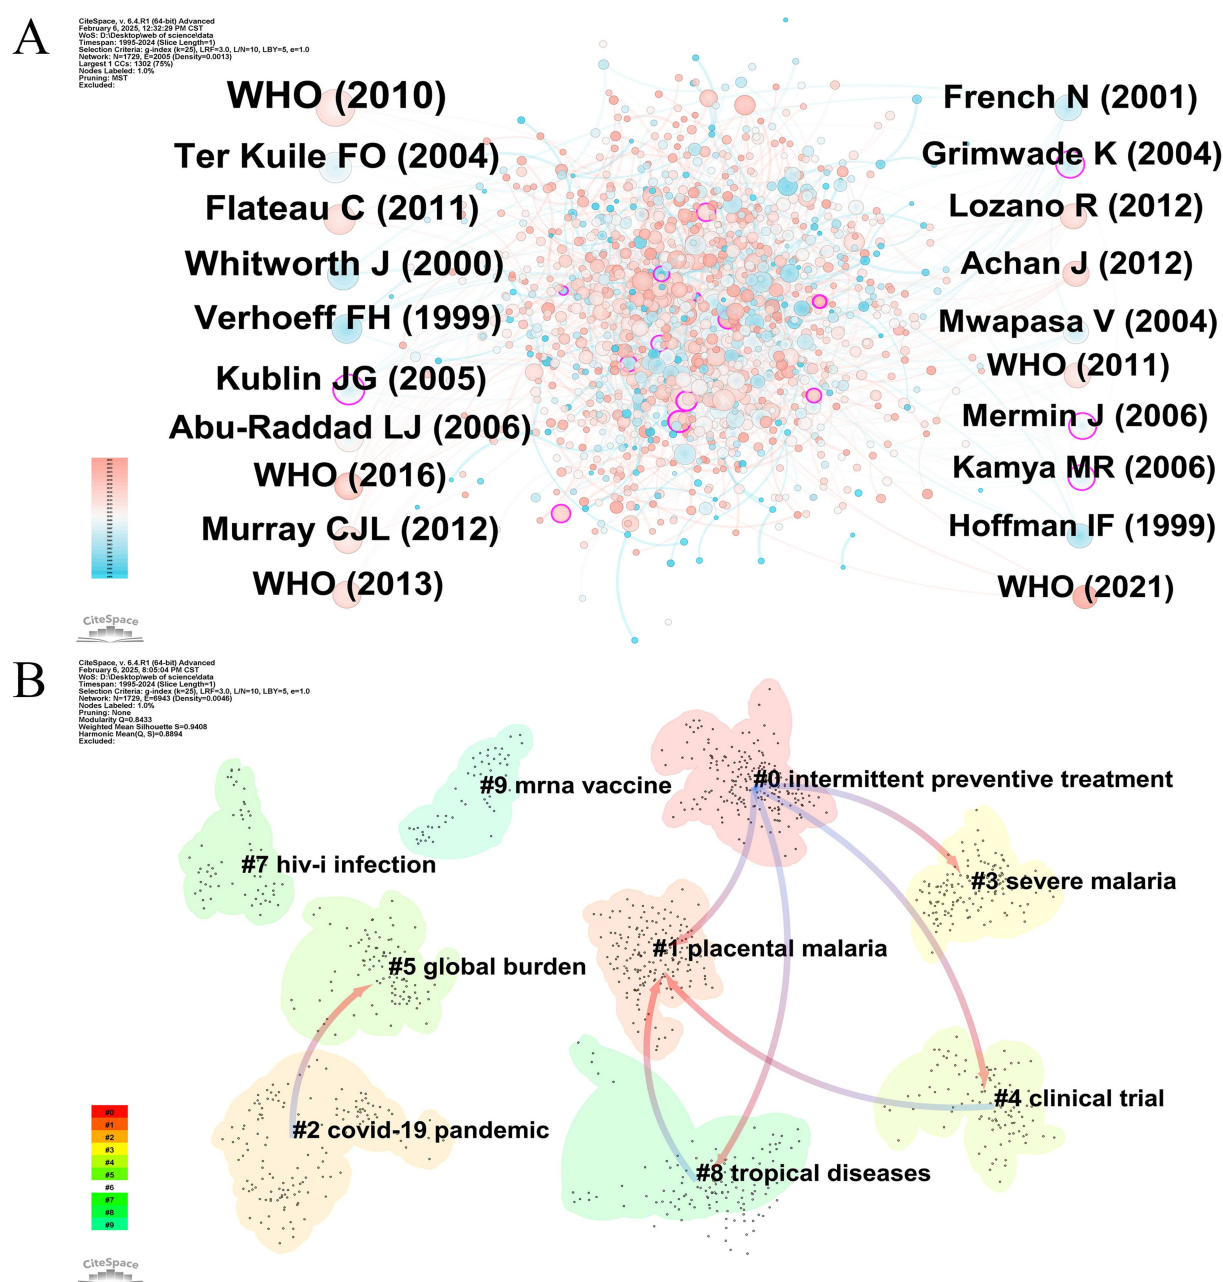 A
CiteSpace, v. 6.4.R1 (64-bit) Advanced
February 6, 2025, 12:32:29 PM CST
WoS: D:\Desktop\web of science\data
Timespan: 1995-2024 (Slice Length=1)
Selection Criteria: g-index (k=25), LRF=3.0, L/N=10, LBY=5, e=1.0
Network: N=1729, E=2005 (Density=0.0013)
Largest 1 CCs: 1302 (75%)
Nodes Labeled: 1.0%
Pruning: MST
Excluded:
WHO (2010)
Ter Kuile FO (2004)
Flateau C (2011)
Whitworth J (2000)
Verhoeff FH (1999)
Kublin JG (2005)
Abu-Raddad LJ (2006)
WHO (2016)
Murray CJL (2012)
WHO (2013)
French N (2001)
Grimwade K (2004)
Lozano R (2012)
Achan J (2012)
Mwapasa V (2004)
WHO (2011)
Mermin J (2006)
Kamya MR (2006)
Hoffman IF (1999)
WHO (2021)
CiteSpace
B
CiteSpace, v. 6.4.R1 (64-bit) Advanced
February 6, 2025, 8:05:04 PM CST
WoS: D:\Desktop\web of science\data
Timespan: 1995-2024 (Slice Length=1)
Selection Criteria: g-index (k=25), LRF=3.0, L/N=10, LBY=5, e=1.0
Network: N=1729, E=6943 (Density=0.0046)
Nodes Labeled: 1.0%
Pruning: None
Modularity Q=0.8433
Weighted Mean Silhouette S=0.9408
Harmonic Mean(Q, S)=0.8894
Excluded:
#9 mrna vaccine
#0 intermittent preventive treatment
#7 hiv-i infection
#3 severe malaria
#1 placental malaria
#5 global burden
#4 clinical trial
#2 covid-19 pandemic
#8 tropical diseases
#0
#1
#2
#3
#4
#5
#6
#7
#8
#9
CiteSpace